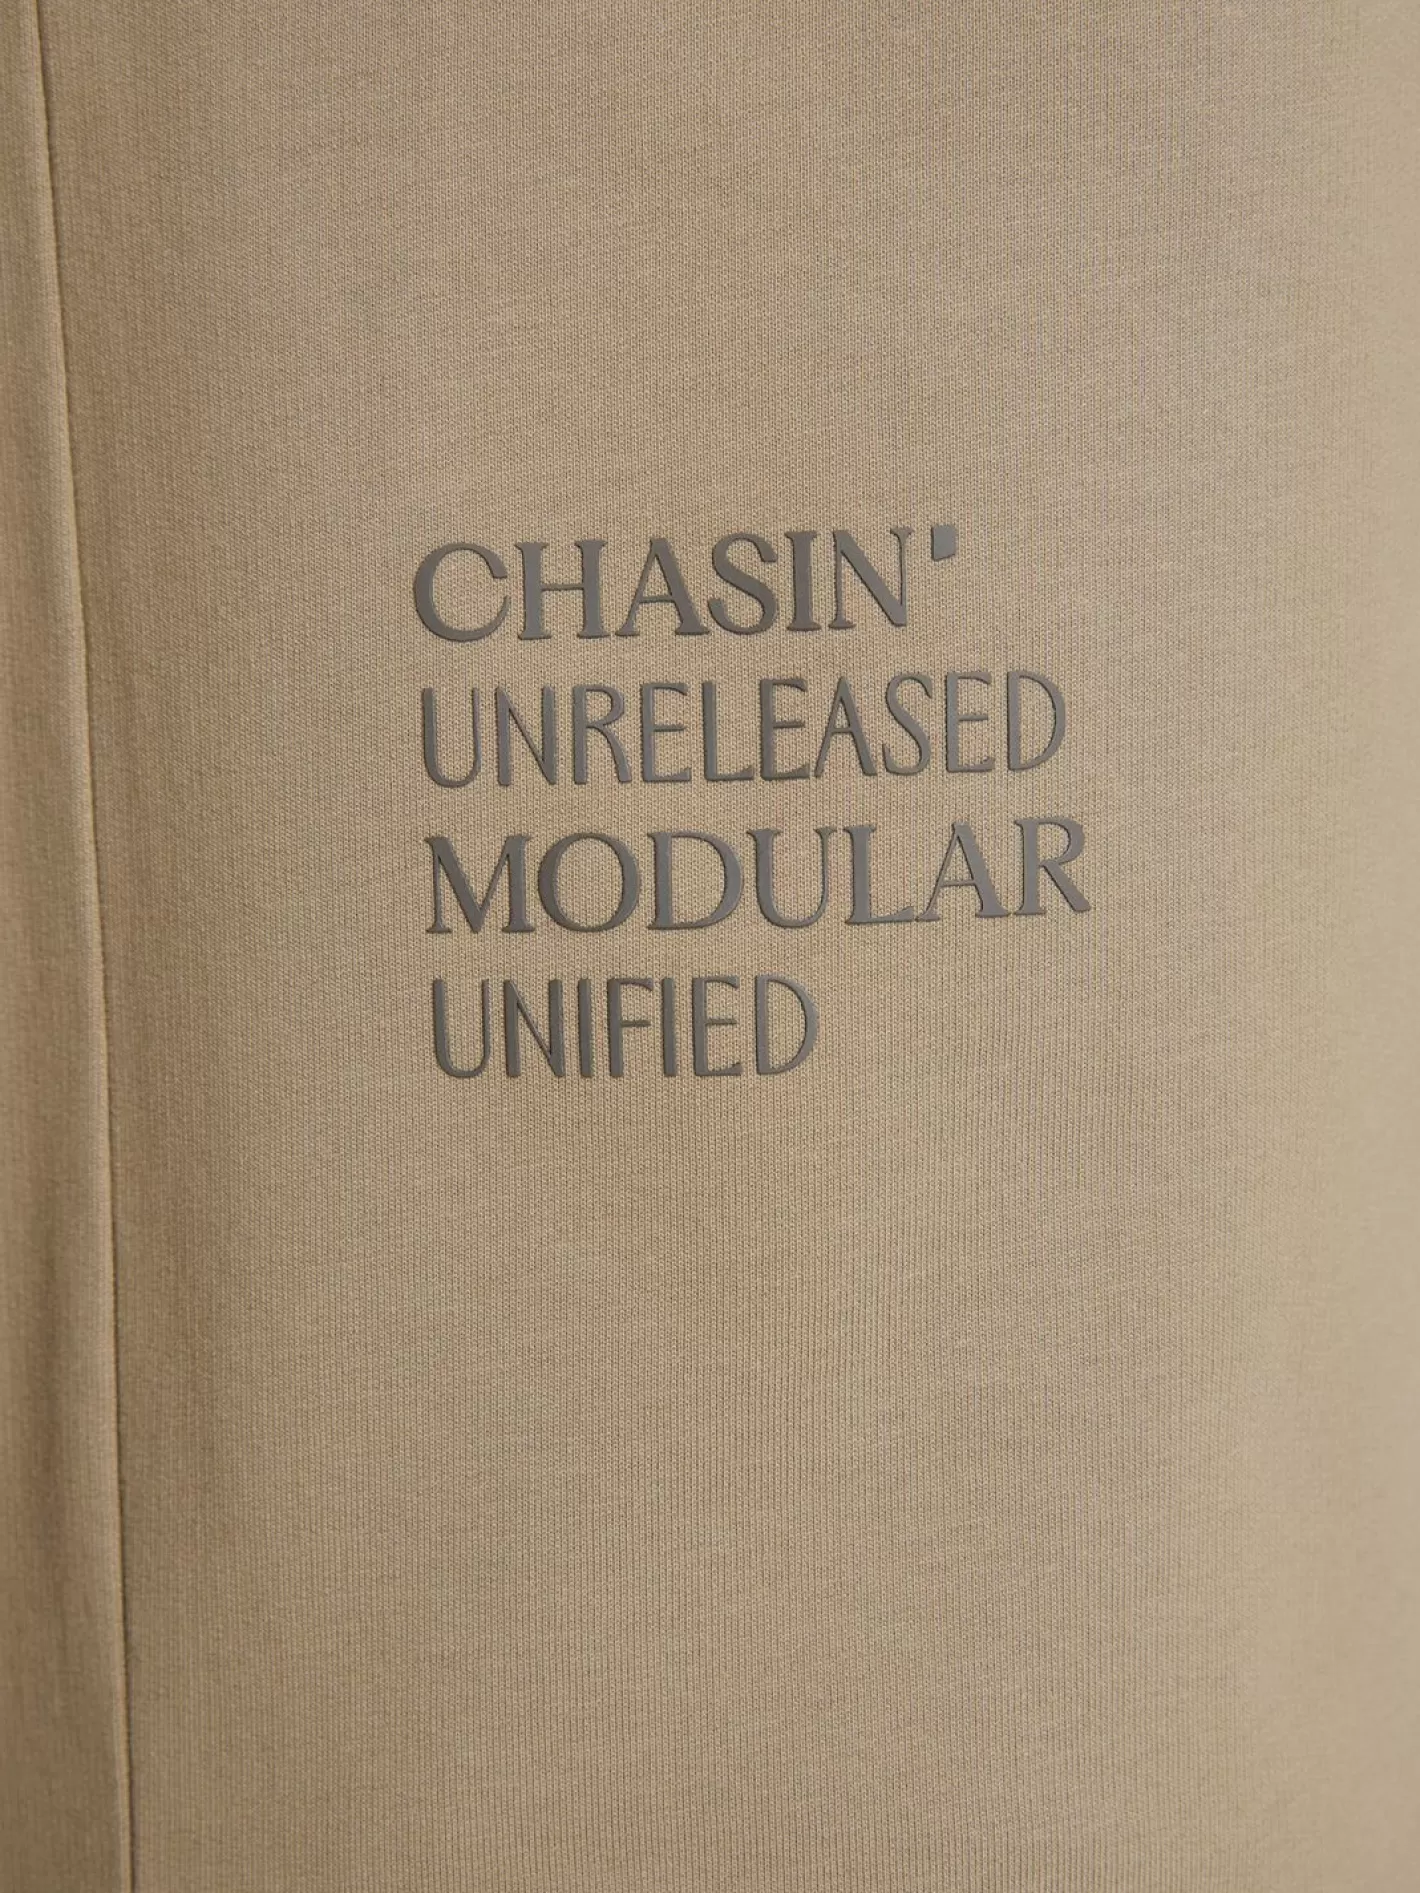 CHASIN'
UNRELEASED
MODULAR
UNIFIED